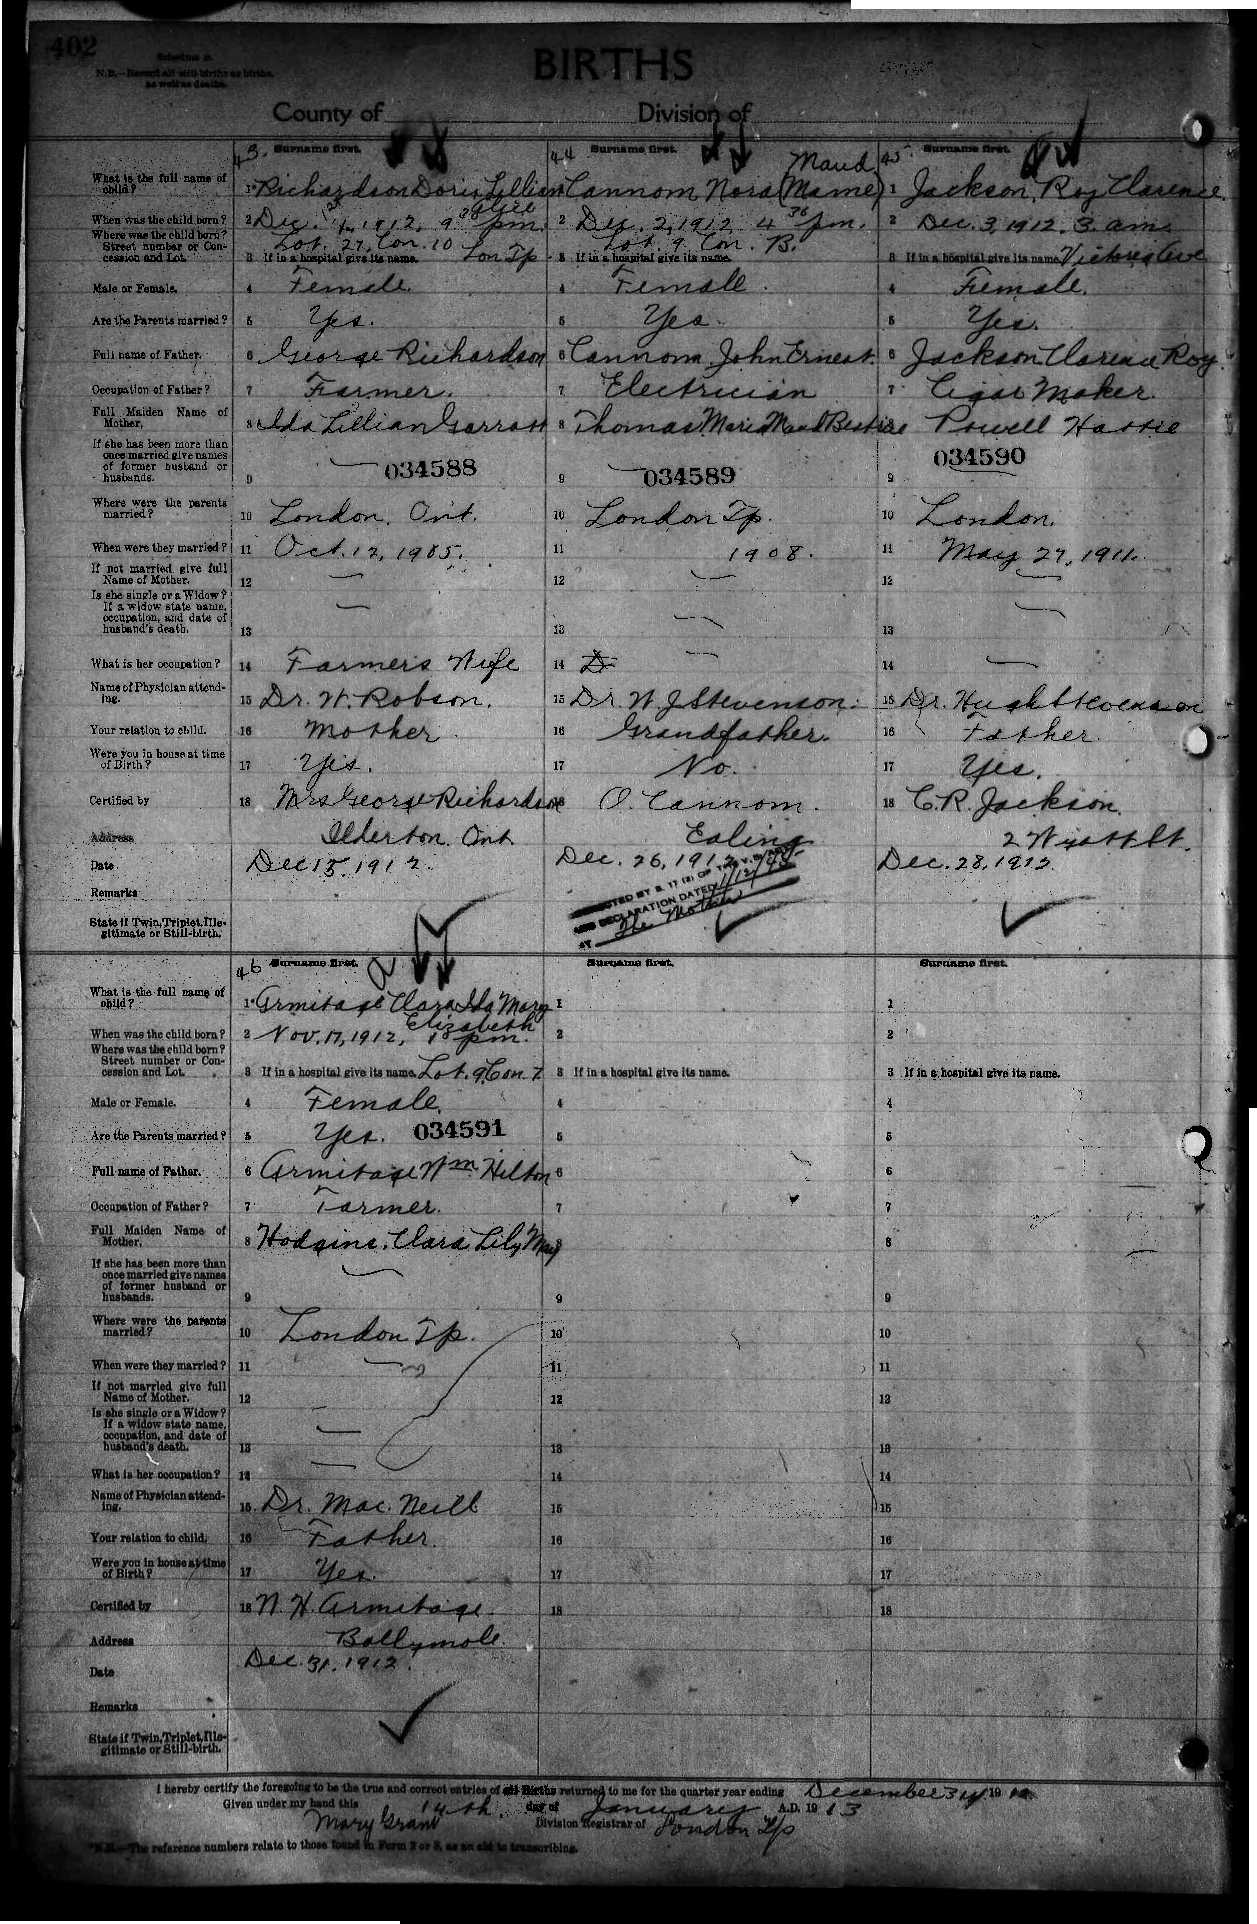 402
Schedule B.
N.B.—Record all still births as births,
as well as deaths.
BIRTHS
County of
Division of
43. Surname first.
44 Surname first.
45 Surname first.
What is the full name of
child?
1 Richardson Doris Lillian
Alice
1 Cannom Nora (Mame)
Maud
1 Jackson, Roy Clarence
When was the child born?
2 Dec. 1, 1912, 9 pm.
2 Dec. 2, 1912 4 30 pm.
2 Dec. 3, 1912. 3. am.
Where was the child born?
Street number or Con-
cession and Lot.
Lot. 27, Con. 10 Lon Tp
3 If in a hospital give its name.
Lot. 9 Con. B.
3 If in a hospital give its name.
3 If in a hospital give its name. Victoria Ave
Male or Female.
4 Female.
4 Female.
4 Female.
Are the Parents married?
5 Yes.
5 Yes.
5 Yes.
Full name of Father.
6 George Richardson
6 Cannom John Ernest.
6 Jackson Clarence Roy.
Occupation of Father?
7 Farmer.
7 Electrician
7 Cigar Maker.
Full Maiden Name of
Mother.
8 Ida Lillian Garratt
8 Thomas. Maria Maud
8 Powell Hattie
If she has been more than
once married give names
of former husband or
husbands.
9 034588
9 034589
9 034590
Where were the parents
married?
10 London, Ont.
10 London Tp.
10 London.
When were they married?
11 Oct. 12, 1905.
11 1908.
11 May 27, 1911.
If not married give full
Name of Mother.
12
12
12
Is she single or a Widow?
If a widow state name,
occupation, and date of
husband's death.
13
13
13
What is her occupation?
14 Farmers Wife
14 D
14
Name of Physician attend-
ing.
15 Dr. W. Robson.
15 Dr W. J Stevenson.
15 Dr. Hugh Stevenson
Your relation to child.
16 Mother
16 Grandfather.
16 Father
Were you in house at time
of Birth?
17 Yes.
17 No.
17 Yes.
Certified by
18 Mrs George Richardson
18 O. Cannom.
18 C. R. Jackson.
Address
Ilderton. Ont.
Ealing
2 Wyatt St.
Date
Dec 15, 1912.
Dec. 26, 1912
Dec. 28, 1912
Remarks
DECLARATION DATED
AT The Mother
State if Twin, Triplet, Ille-
gitimate or Still-birth.
46 Surname first.
Surname first.
Surname first.
What is the full name of
child?
1 Armitage Clara Ida Mary
Elizabeth
1
1
When was the child born?
2 Nov. 17, 1912, 10 pm.
2
2
Where was the child born?
Street number or Con-
cession and Lot.
3 If in a hospital give its name. Lot. 9. Con. 7.
3 If in a hospital give its name.
3 If in a hospital give its name.
Male or Female.
4 Female.
4
4
Are the Parents married?
5 Yes. 034591
5
5
Full name of Father.
6 Armitage Wm. Hilton
6
6
Occupation of Father?
7 Farmer.
7
7
Full Maiden Name of
Mother.
8 Hodgins. Clara Lily May
8
8
If she has been more than
once married give names
of former husband or
husbands.
9
9
9
Where were the parents
married?
10 London Tp.
10
10
When were they married?
11
11
11
If not married give full
Name of Mother.
12
12
12
Is she single or a Widow?
If a widow state name,
occupation, and date of
husband's death.
13
13
13
What is her occupation?
14
14
14
Name of Physician attend-
ing.
15 Dr. Mac. Neill
15
15
Your relation to child.
16 Father.
16
16
Were you in house at time
of Birth?
17 Yes.
17
17
Certified by
18 W. H. Armitage.
18
18
Address
Ballymote.
Date
Dec. 31. 1912.
Remarks
State if Twin, Triplet, Ille-
gitimate or Still-birth.
I hereby certify the foregoing to be the true and correct entries of all Births returned to me for the quarter year ending December 31st 1912
Given under my hand this 14th. day of January A.D. 1913
Mary Grant Division Registrar of London Tp
*N.B.—The reference numbers relate to those found in Form 2 or 3, as an aid to transcribing.